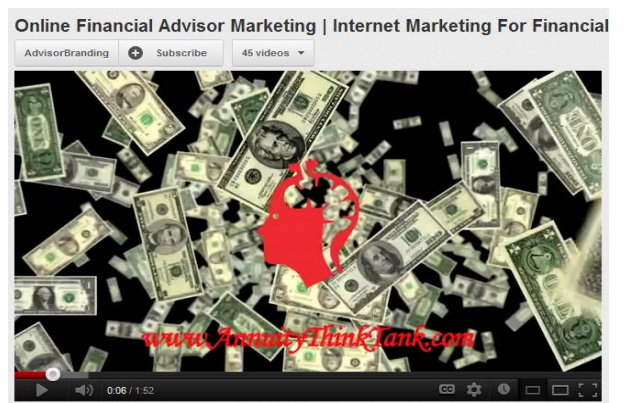 Online Financial Advisor Marketing | Internet Marketing For Financial
AdvisorBranding
Subscribe
45 videos
www.AnnuityThinkTank.com
0:06 / 1:52
CC